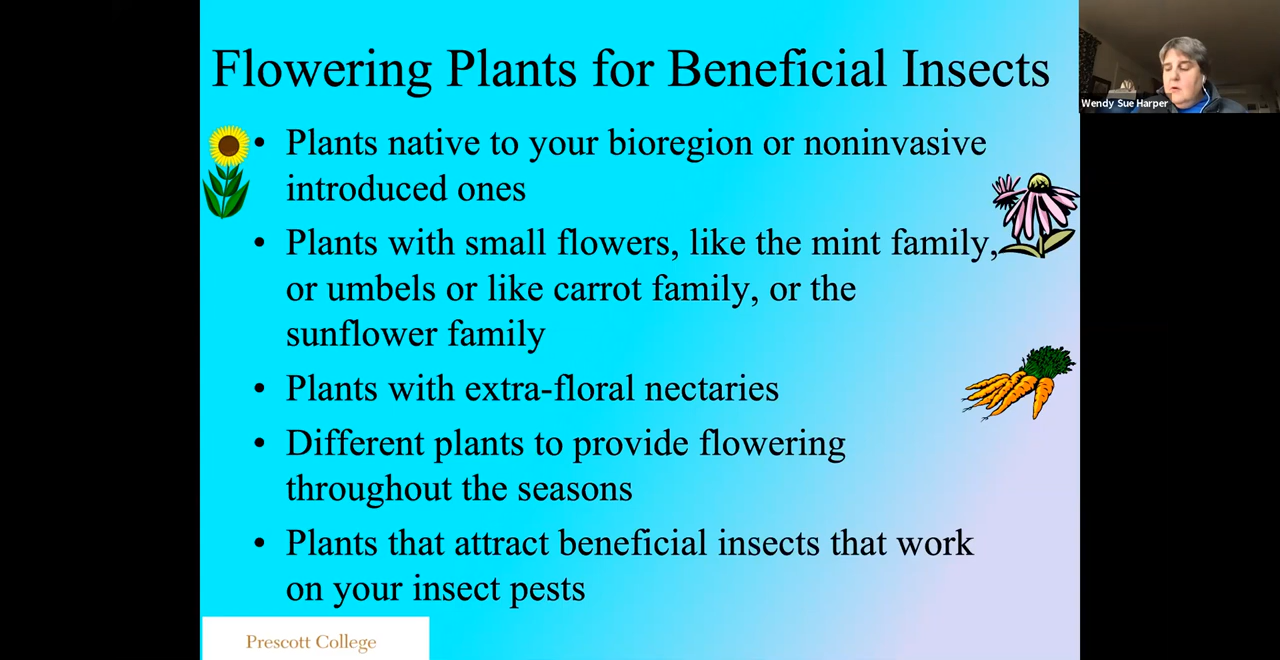 Flowering Plants for Beneficial Insects
Wendy Sue Harper
• Plants native to your bioregion or noninvasive
introduced ones
• Plants with small flowers, like the mint family,
or umbels or like carrot family, or the
sunflower family
• Plants with extra-floral nectaries
• Different plants to provide flowering
throughout the seasons
• Plants that attract beneficial insects that work
on your insect pests
Prescott College